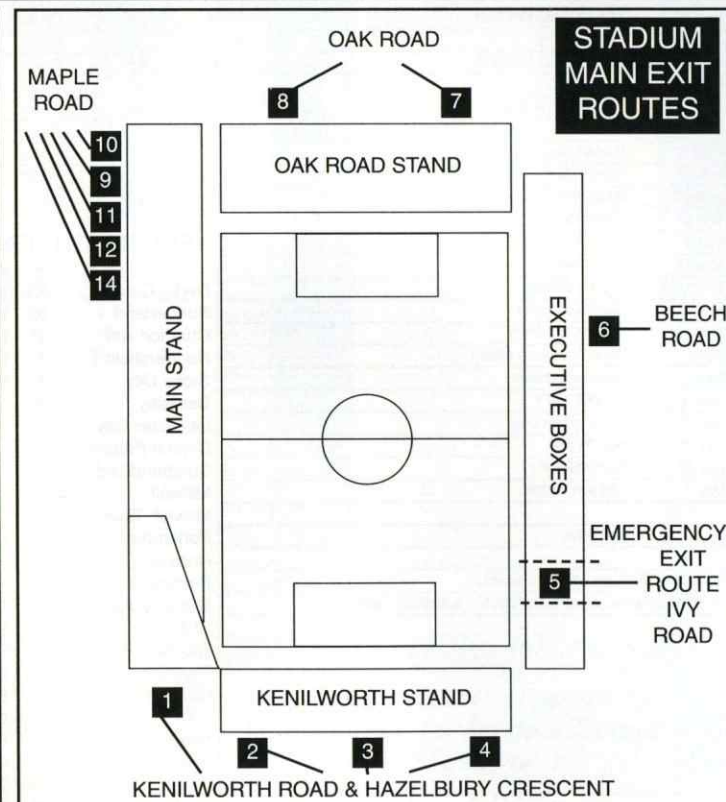 STADIUM
MAIN EXIT
ROUTES
OAK ROAD
MAPLE
ROAD
8
7
10
9
11
12
14
OAK ROAD STAND
MAIN STAND
EXECUTIVE BOXES
6
BEECH
ROAD
EMERGENCY
EXIT
5
ROUTE
IVY
ROAD
1
KENILWORTH STAND
2
3
4
KENILWORTH ROAD & HAZELBURY CRESCENT